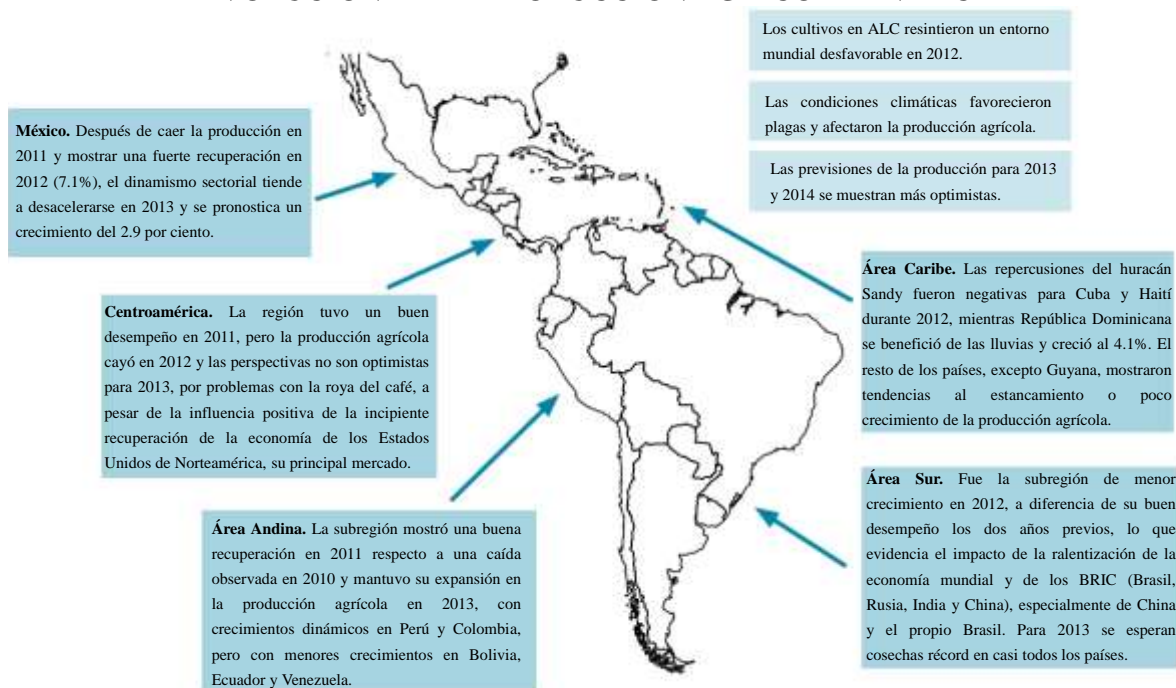 Los cultivos en ALC resintieron un entorno
mundial desfavorable en 2012.
Las condiciones climáticas favorecieron
plagas y afectaron la producción agrícola.
Las previsiones de la producción para 2013
y 2014 se muestran más optimistas.
México. Después de caer la producción en
2011 y mostrar una fuerte recuperación en
2012 (7.1%), el dinamismo sectorial tiende
a desacelerarse en 2013 y se pronostica un
crecimiento del 2.9 por ciento.
Área Caribe. Las repercusiones del huracán
Sandy fueron negativas para Cuba y Haití
durante 2012, mientras República Dominicana
se benefició de las lluvias y creció al 4.1%. El
resto de los países, excepto Guyana, mostraron
tendencias al estancamiento o poco
crecimiento de la producción agrícola.
Centroamérica. La región tuvo un buen
desempeño en 2011, pero la producción agrícola
cayó en 2012 y las perspectivas no son optimistas
para 2013, por problemas con la roya del café, a
pesar de la influencia positiva de la incipiente
recuperación de la economía de los Estados
Unidos de Norteamérica, su principal mercado.
Área Sur. Fue la subregión de menor
crecimiento en 2012, a diferencia de su buen
desempeño los dos años previos, lo que
evidencia el impacto de la ralentización de la
economía mundial y de los BRIC (Brasil,
Rusia, India y China), especialmente de China
y el propio Brasil. Para 2013 se esperan
cosechas récord en casi todos los países.
Área Andina. La subregión mostró una buena
recuperación en 2011 respecto a una caída
observada en 2010 y mantuvo su expansión en
la producción agrícola en 2013, con
crecimientos dinámicos en Perú y Colombia,
pero con menores crecimientos en Bolivia,
Ecuador y Venezuela.